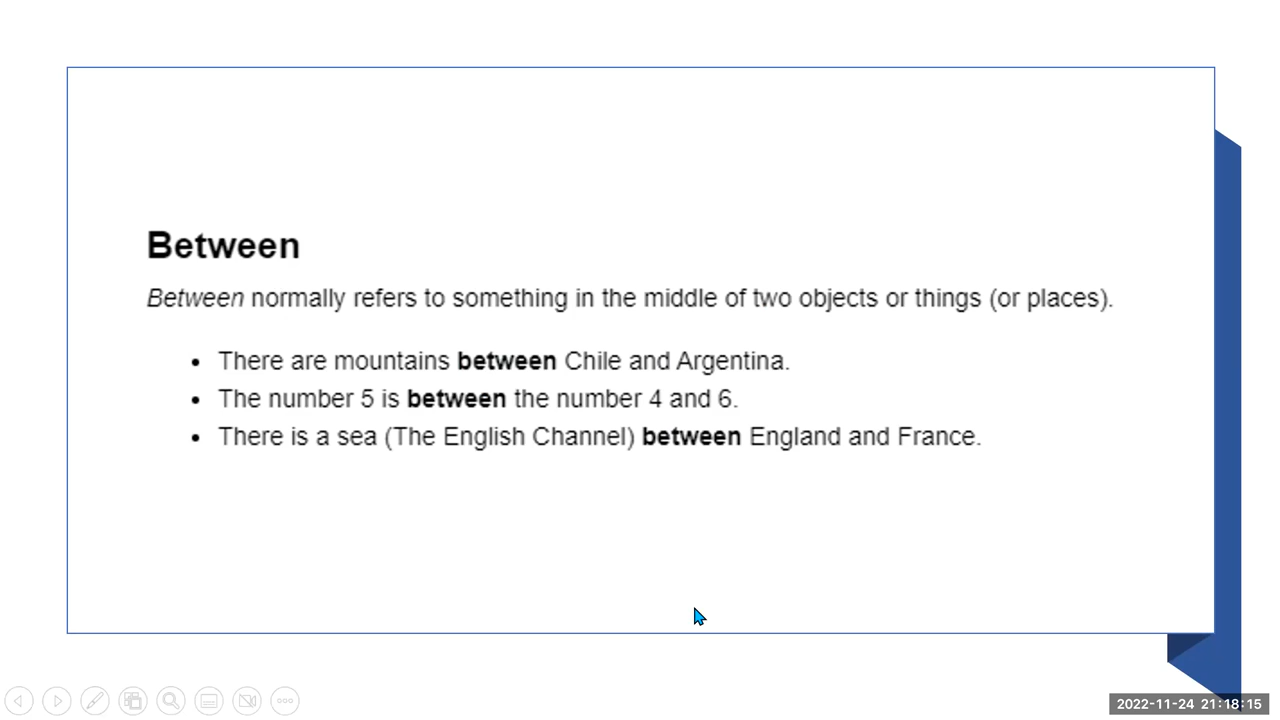 Between
Between normally refers to something in the middle of two objects or things (or places).
• There are mountains between Chile and Argentina.
• The number 5 is between the number 4 and 6.
• There is a sea (The English Channel) between England and France.
2022-11-24 21:18:15